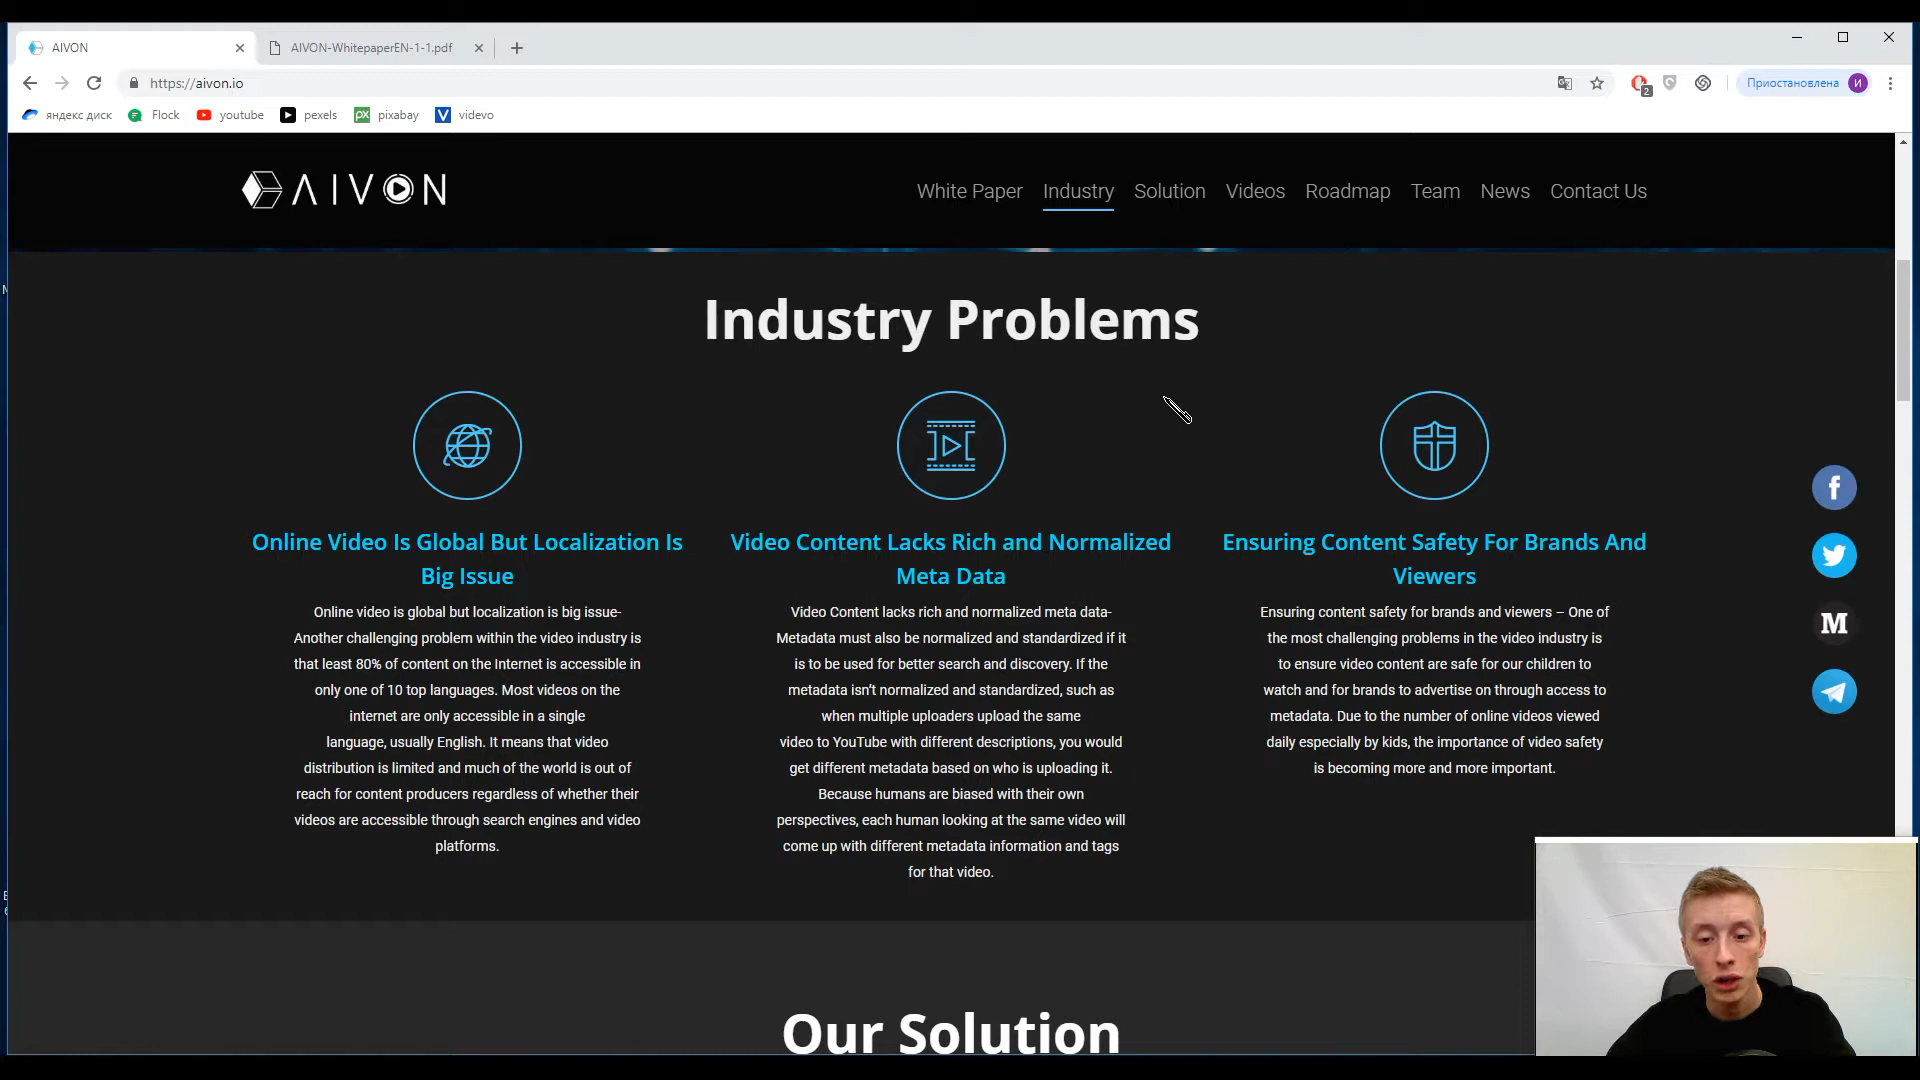 AIVON
AIVON-WhitepaperEN-1-1.pdf
https://aivon.io
2
Приостановлена
И
яндекс диск
Flock
youtube
px
pexels
pixabay
V
videvo
AIVON
White Paper
Industry
Solution
Videos
Roadmap
Team
News
Contact Us
Industry Problems
Online Video Is Global But Localization Is
Big Issue
Online video is global but localization is big issue-
Another challenging problem within the video industry is
that least 80% of content on the Internet is accessible in
only one of 10 top languages. Most videos on the
internet are only accessible in a single
language, usually English. It means that video
distribution is limited and much of the world is out of
reach for content producers regardless of whether their
videos are accessible through search engines and video
platforms.
Video Content Lacks Rich and Normalized
Meta Data
Video Content lacks rich and normalized meta data-
Metadata must also be normalized and standardized if it
is to be used for better search and discovery. If the
metadata isn't normalized and standardized, such as
when multiple uploaders upload the same
video to YouTube with different descriptions, you would
get different metadata based on who is uploading it.
Because humans are biased with their own
perspectives, each human looking at the same video will
come up with different metadata information and tags
for that video.
Ensuring Content Safety For Brands And
Viewers
Ensuring content safety for brands and viewers – One of
the most challenging problems in the video industry is
to ensure video content are safe for our children to
watch and for brands to advertise on through access to
metadata. Due to the number of online videos viewed
daily especially by kids, the importance of video safety
is becoming more and more important.
f
M
Our Solution